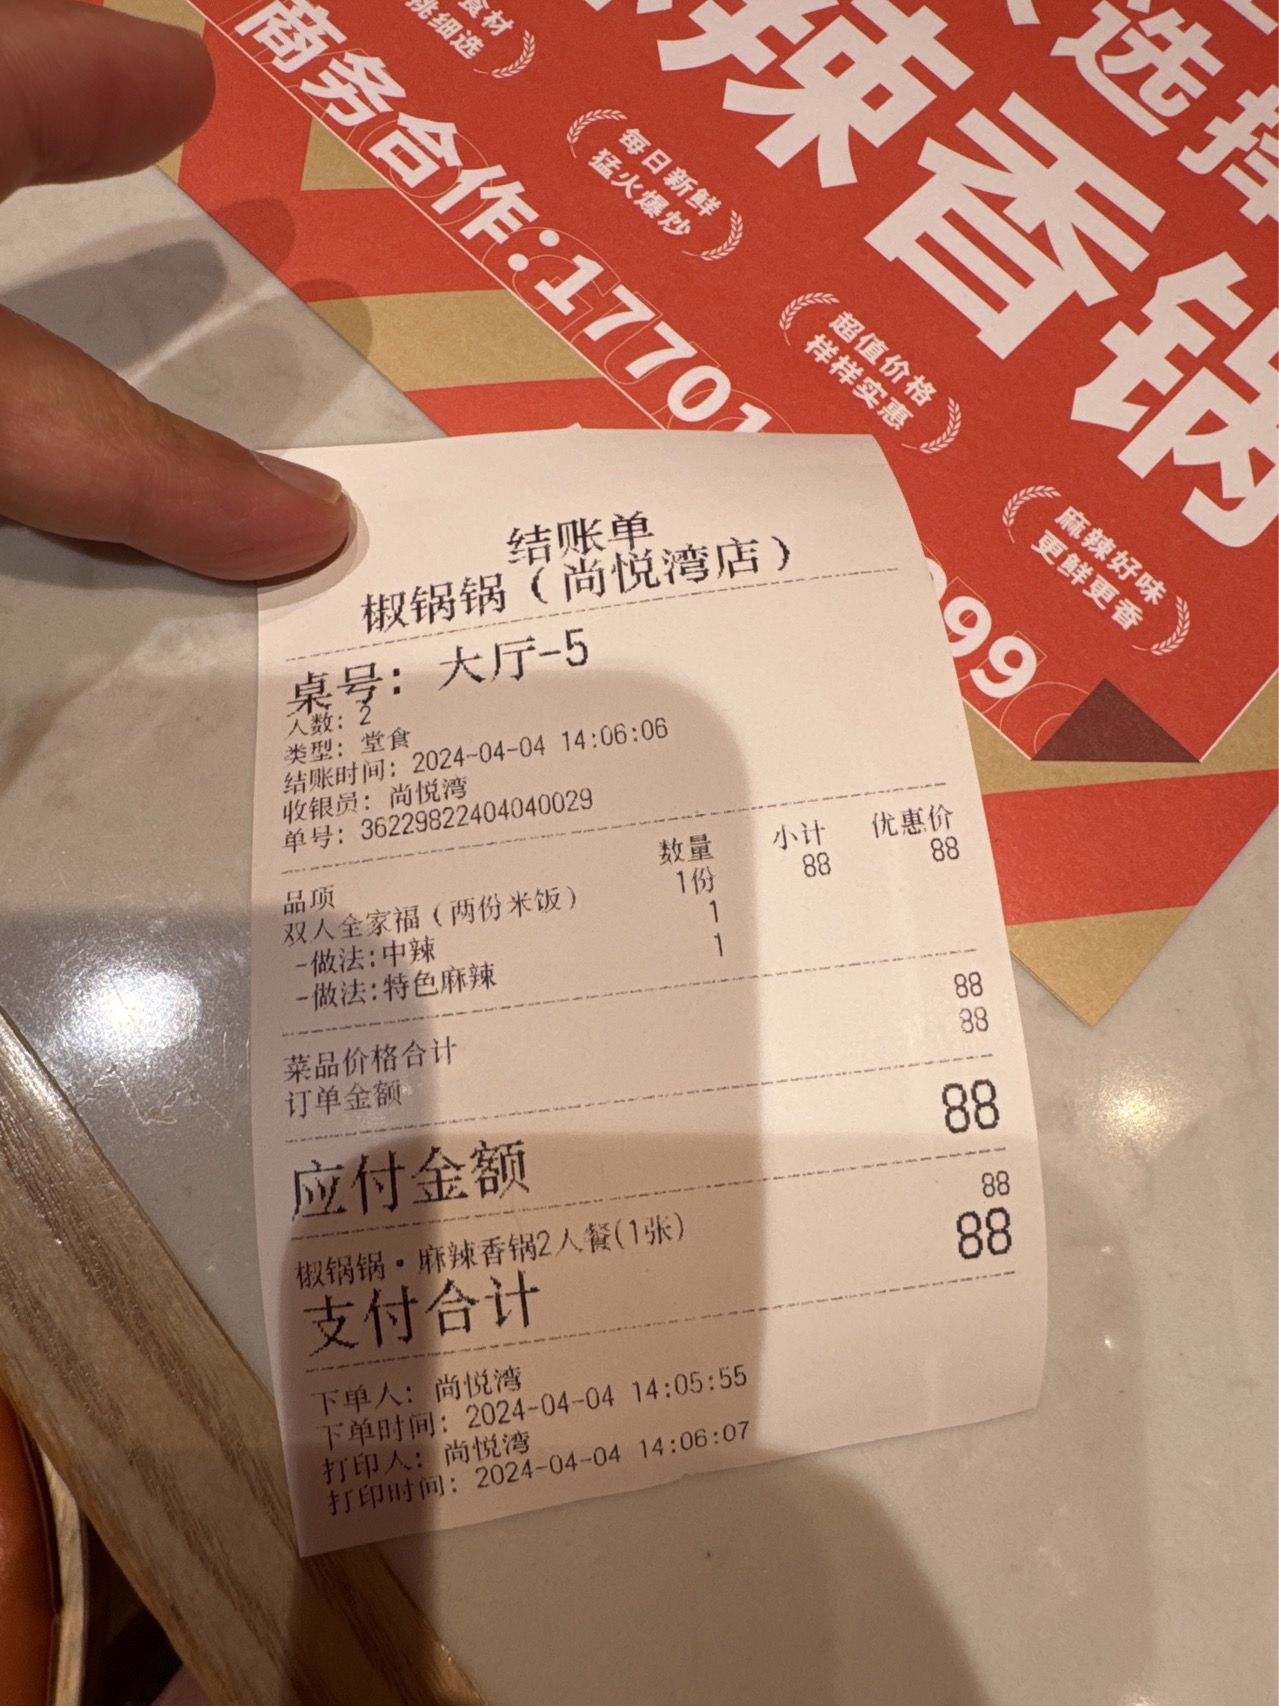 食材
挑细选
商务合作:17701
每日新鲜
猛火爆炒
超值价格
样样实惠
麻辣好味
更鲜更香
辣香锅
选择
99
结账单
椒锅锅（尚悦湾店）
桌号: 大厅-5
人数: 2
类型: 堂食
结账时间: 2024-04-04 14:06:06
收银员: 尚悦湾
单号: 36229822404040029
品项 数量 小计 优惠价
双人全家福（两份米饭） 1份 88 88
-做法:中辣 1
-做法:特色麻辣 1
菜品价格合计 88
订单金额 88
应付金额 88
椒锅锅·麻辣香锅2人餐(1张) 88
支付合计 88
下单人: 尚悦湾
下单时间: 2024-04-04 14:05:55
打印人: 尚悦湾
打印时间: 2024-04-04 14:06:07